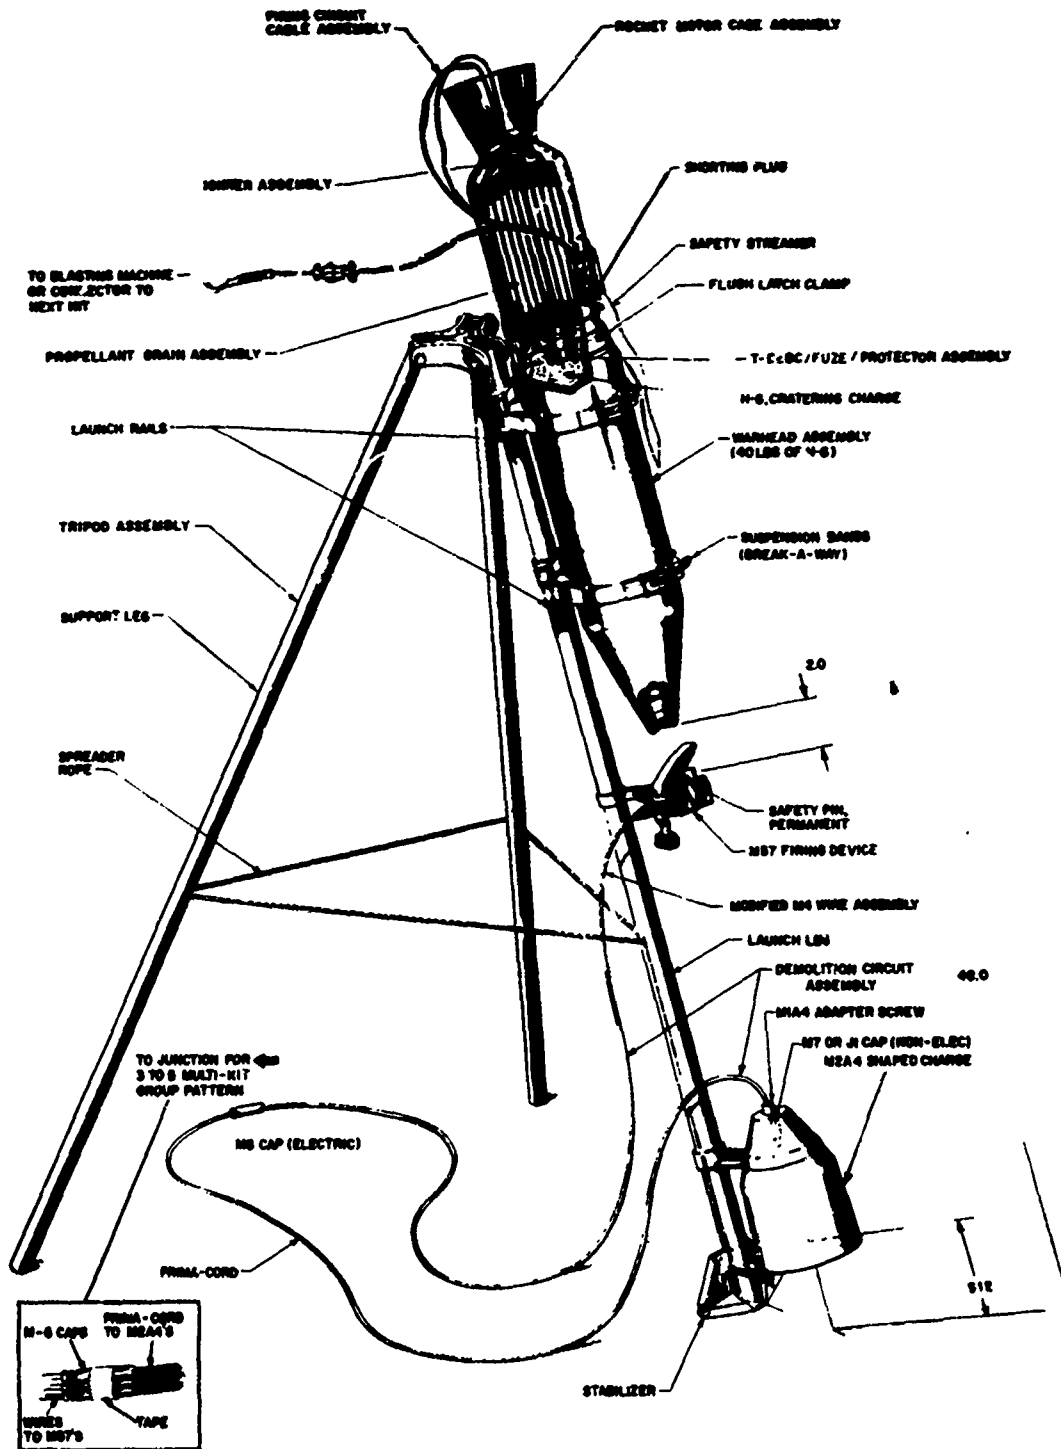 FIRING CIRCUIT
CABLE ASSEMBLY
ROCKET MOTOR CASE ASSEMBLY
IGNITER ASSEMBLY
SHORTING PLUG
SAFETY STREAMER
TO BLASTING MACHINE
OR CONNECTOR TO
NEXT KIT
FLUSH LATCH CLAMP
PROPELLANT GRAIN ASSEMBLY
/FUZE/PROTECTOR ASSEMBLY
H-6, CRATERING CHARGE
LAUNCH RAILS
WARHEAD ASSEMBLY
(40 LBS OF
TRIPOD ASSEMBLY
SUSPENSION BANDS
(BREAK-A-WAY)
SUPPORT LEG
2.0
SPREADER
ROPE
SAFETY PIN,
PERMANENT
M57 FIRING DEVICE
MODIFIED M4 WIRE ASSEMBLY
LAUNCH LEG
DEMOLITION CIRCUIT
ASSEMBLY
48.0
M1A4 ADAPTER SCREW
M7 OR J1 CAP (NON-ELEC)
M2A4 SHAPED CHARGE
TO JUNCTION FOR
3 TO 5 MULTI-KIT
GROUP PATTERN
M6 CAP (ELECTRIC)
PRIMA-CORD
5.12
M-6 CAPS
PRIMA-CORD
TO M2A4'S
WIRES
TO M57'S
TAPE
STABILIZER